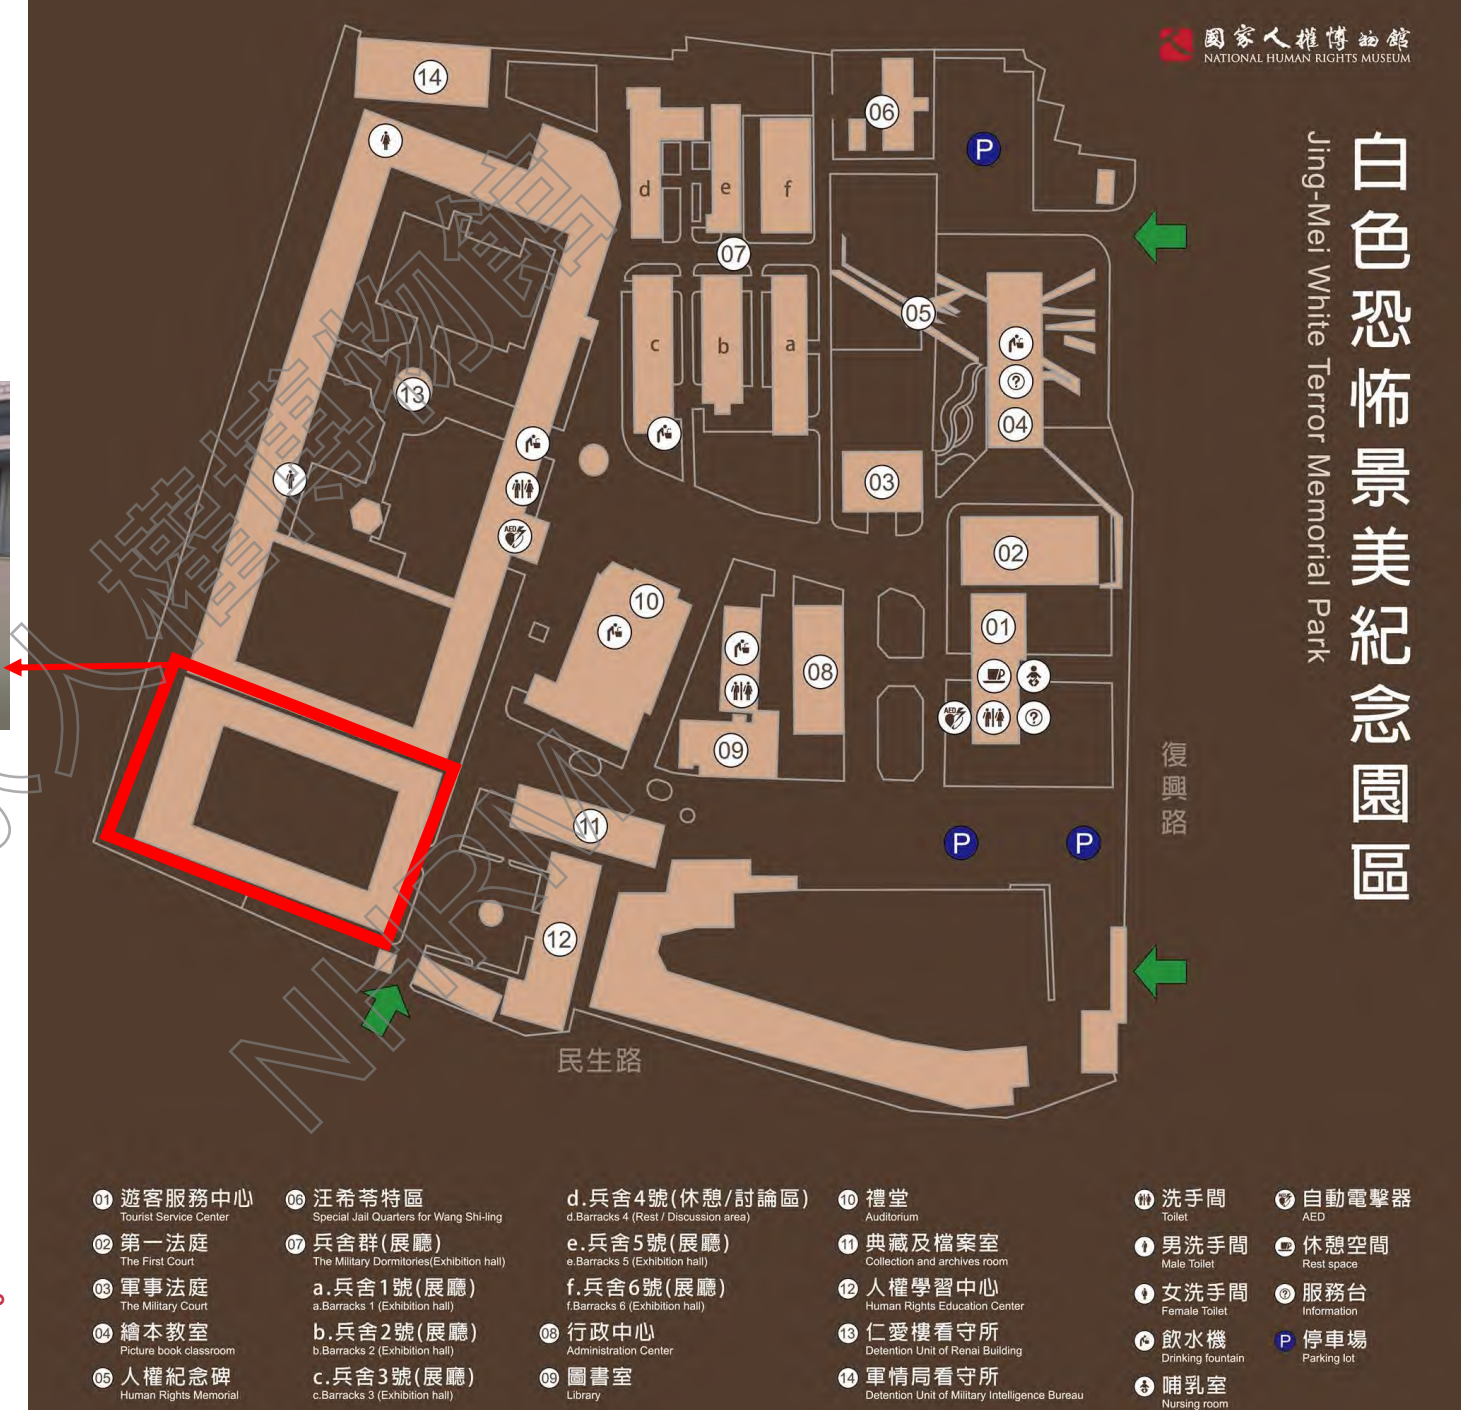 國家人權博物館
NATIONAL HUMAN RIGHTS MUSEUM
白色恐怖景美紀念園區
Jing-Mei White Terror Memorial Park
14
06
P
d
e
f
07
05
c
b
a
13
04
03
AED
02
10
01
08
AED
09
復興路
11
P
P
12
民生路
人權博物館
NHRM
01 遊客服務中心
Tourist Service Center
02 第一法庭
The First Court
03 軍事法庭
The Military Court
04 繪本教室
Picture book classroom
05 人權紀念碑
Human Rights Memorial
06 汪希苓特區
Special Jail Quarters for Wang Shi-ling
07 兵舍群(展廳)
The Military Dormitories(Exhibition hall)
a.兵舍1號(展廳)
a.Barracks 1 (Exhibition hall)
b.兵舍2號(展廳)
b.Barracks 2 (Exhibition hall)
c.兵舍3號(展廳)
c.Barracks 3 (Exhibition hall)
d.兵舍4號(休憩/討論區)
d.Barracks 4 (Rest / Discussion area)
e.兵舍5號(展廳)
e.Barracks 5 (Exhibition hall)
f.兵舍6號(展廳)
f.Barracks 6 (Exhibition hall)
08 行政中心
Administration Center
09 圖書室
Library
10 禮堂
Auditorium
11 典藏及檔案室
Collection and archives room
12 人權學習中心
Human Rights Education Center
13 仁愛樓看守所
Detention Unit of Renai Building
14 軍情局看守所
Detention Unit of Military Intelligence Bureau
洗手間
Toilet
男洗手間
Male Toilet
女洗手間
Female Toilet
飲水機
Drinking fountain
哺乳室
Nursing room
自動電擊器
AED
休憩空間
Rest space
服務台
Information
P 停車場
Parking lot